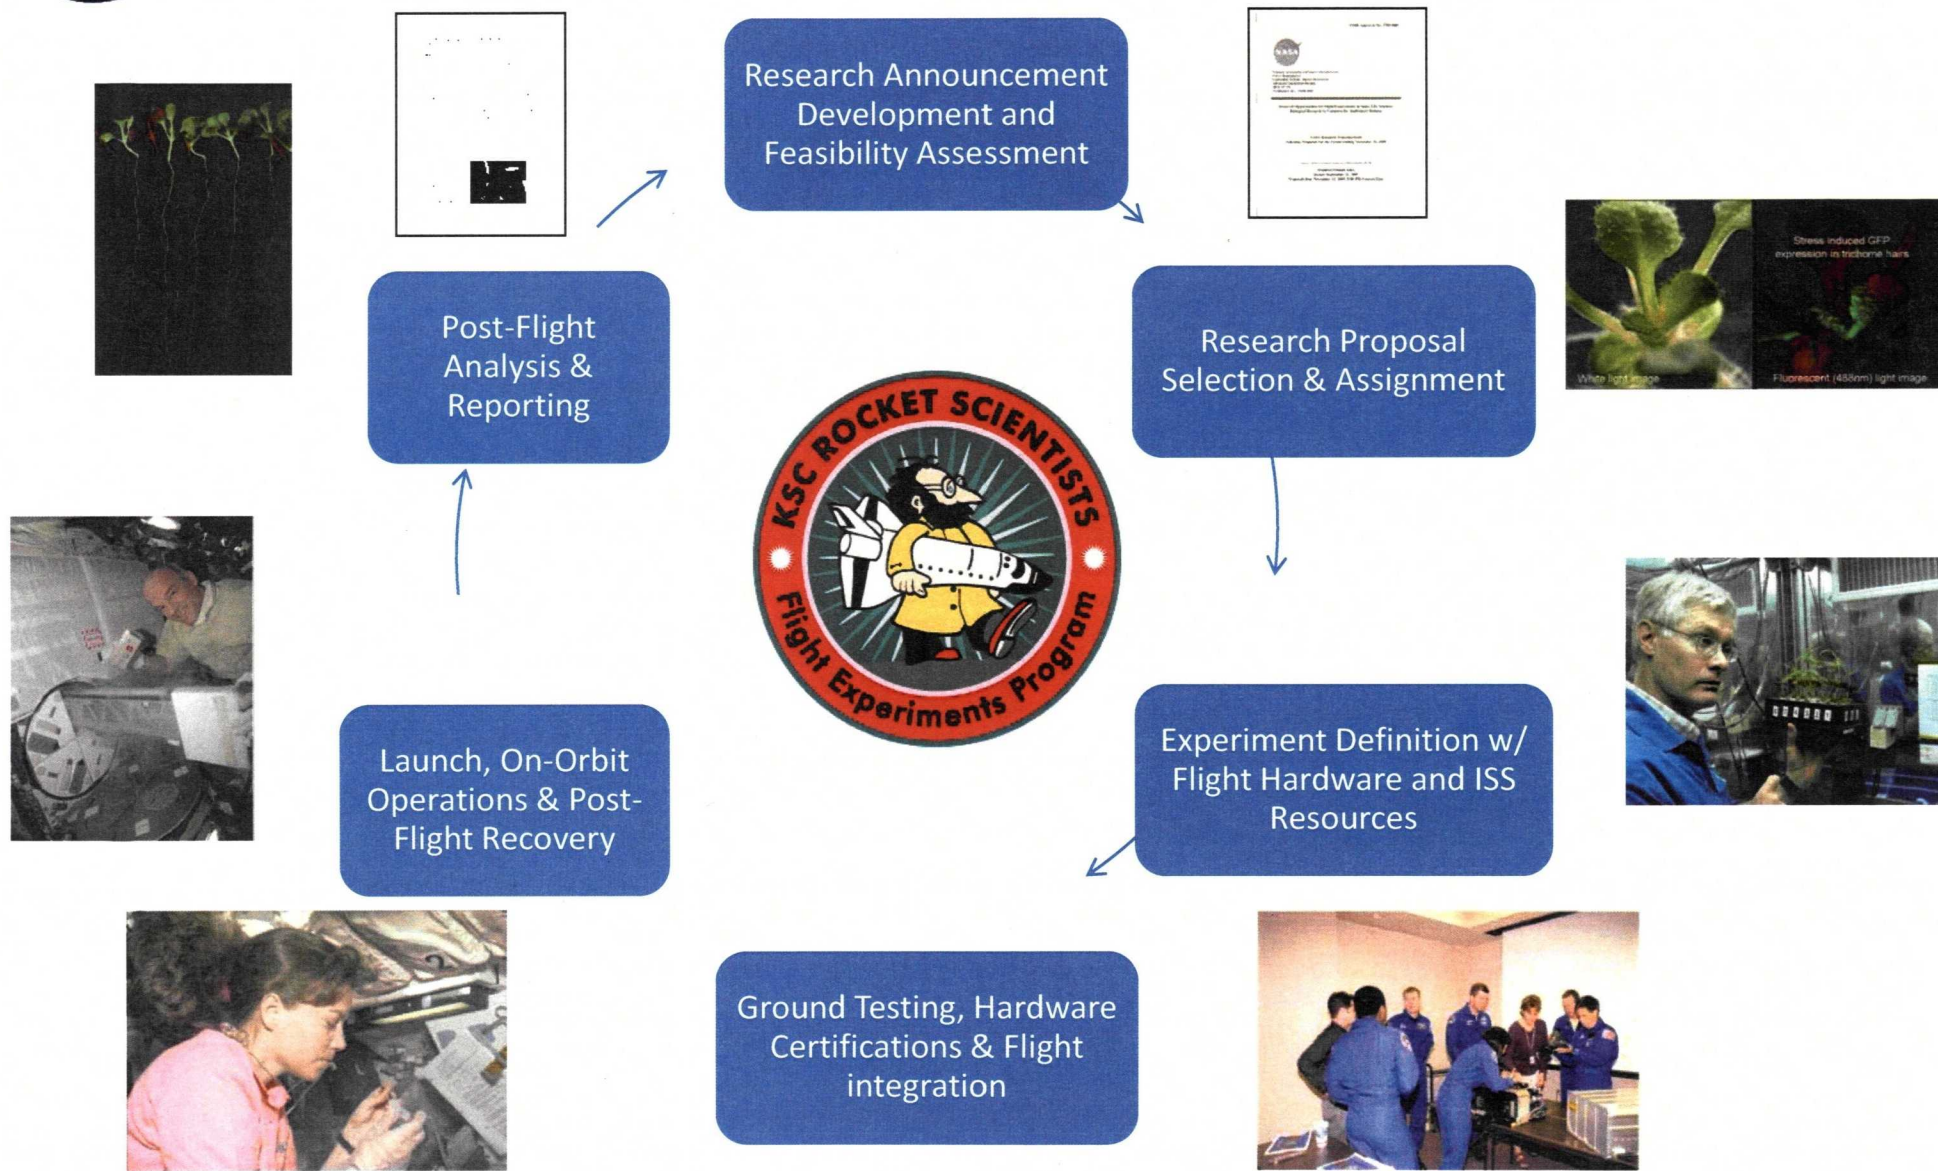 Research Announcement
Development and
Feasibility Assessment
NASA
Stress induced GFP
expression in trichome hairs
White light image
Fluorescent (488nm) light image
Research Proposal
Selection & Assignment
Post-Flight
Analysis &
Reporting
KSC ROCKET SCIENTISTS
Flight Experiments Program
Experiment Definition w/
Flight Hardware and ISS
Resources
Launch, On-Orbit
Operations & Post-
Flight Recovery
Ground Testing, Hardware
Certifications & Flight
integration